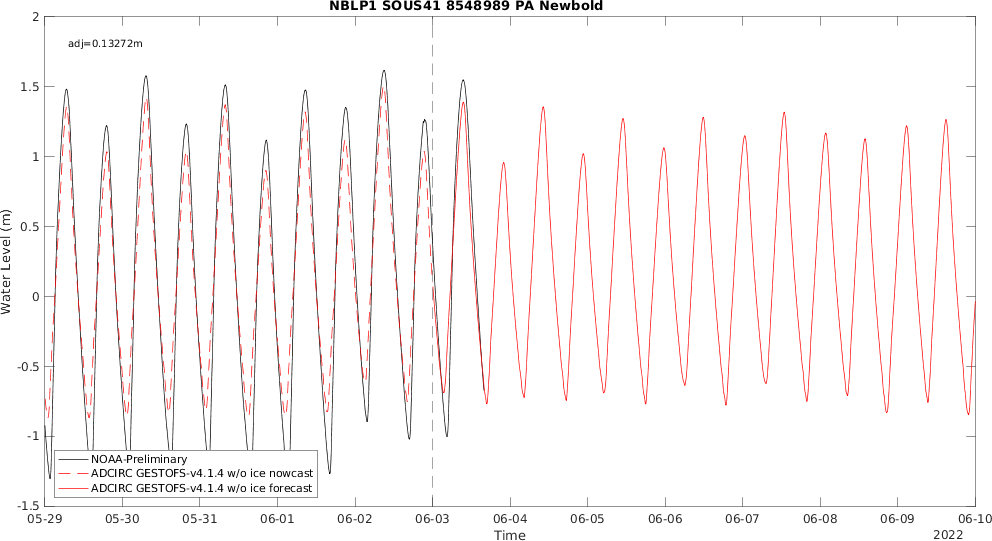 NBLP1 SOUS41 8548989 PA Newbold
adj=0.13272m
2
1.5
1
0.5
0
-0.5
-1
-1.5
Water Level (m)
NOAA-Preliminary
ADCIRC GESTOFS-v4.1.4 w/o ice nowcast
ADCIRC GESTOFS-v4.1.4 w/o ice forecast
05-29 05-30 05-31 06-01 06-02 06-03 06-04 06-05 06-06 06-07 06-08 06-09 06-10
Time
2022